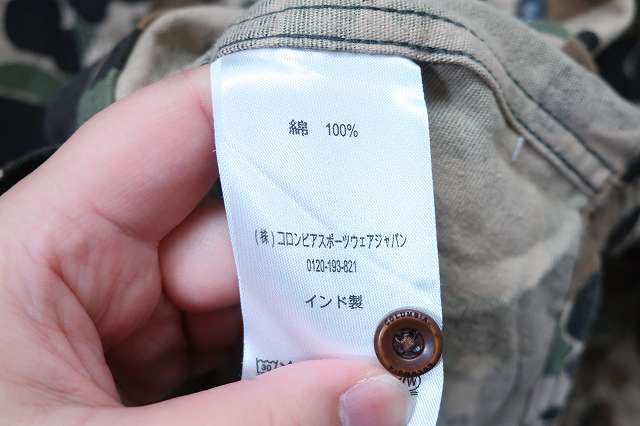 綿 100%
(株)コロンビアスポーツウェアジャパン
0120-193-821
インド製
COLUMBIA
30
W